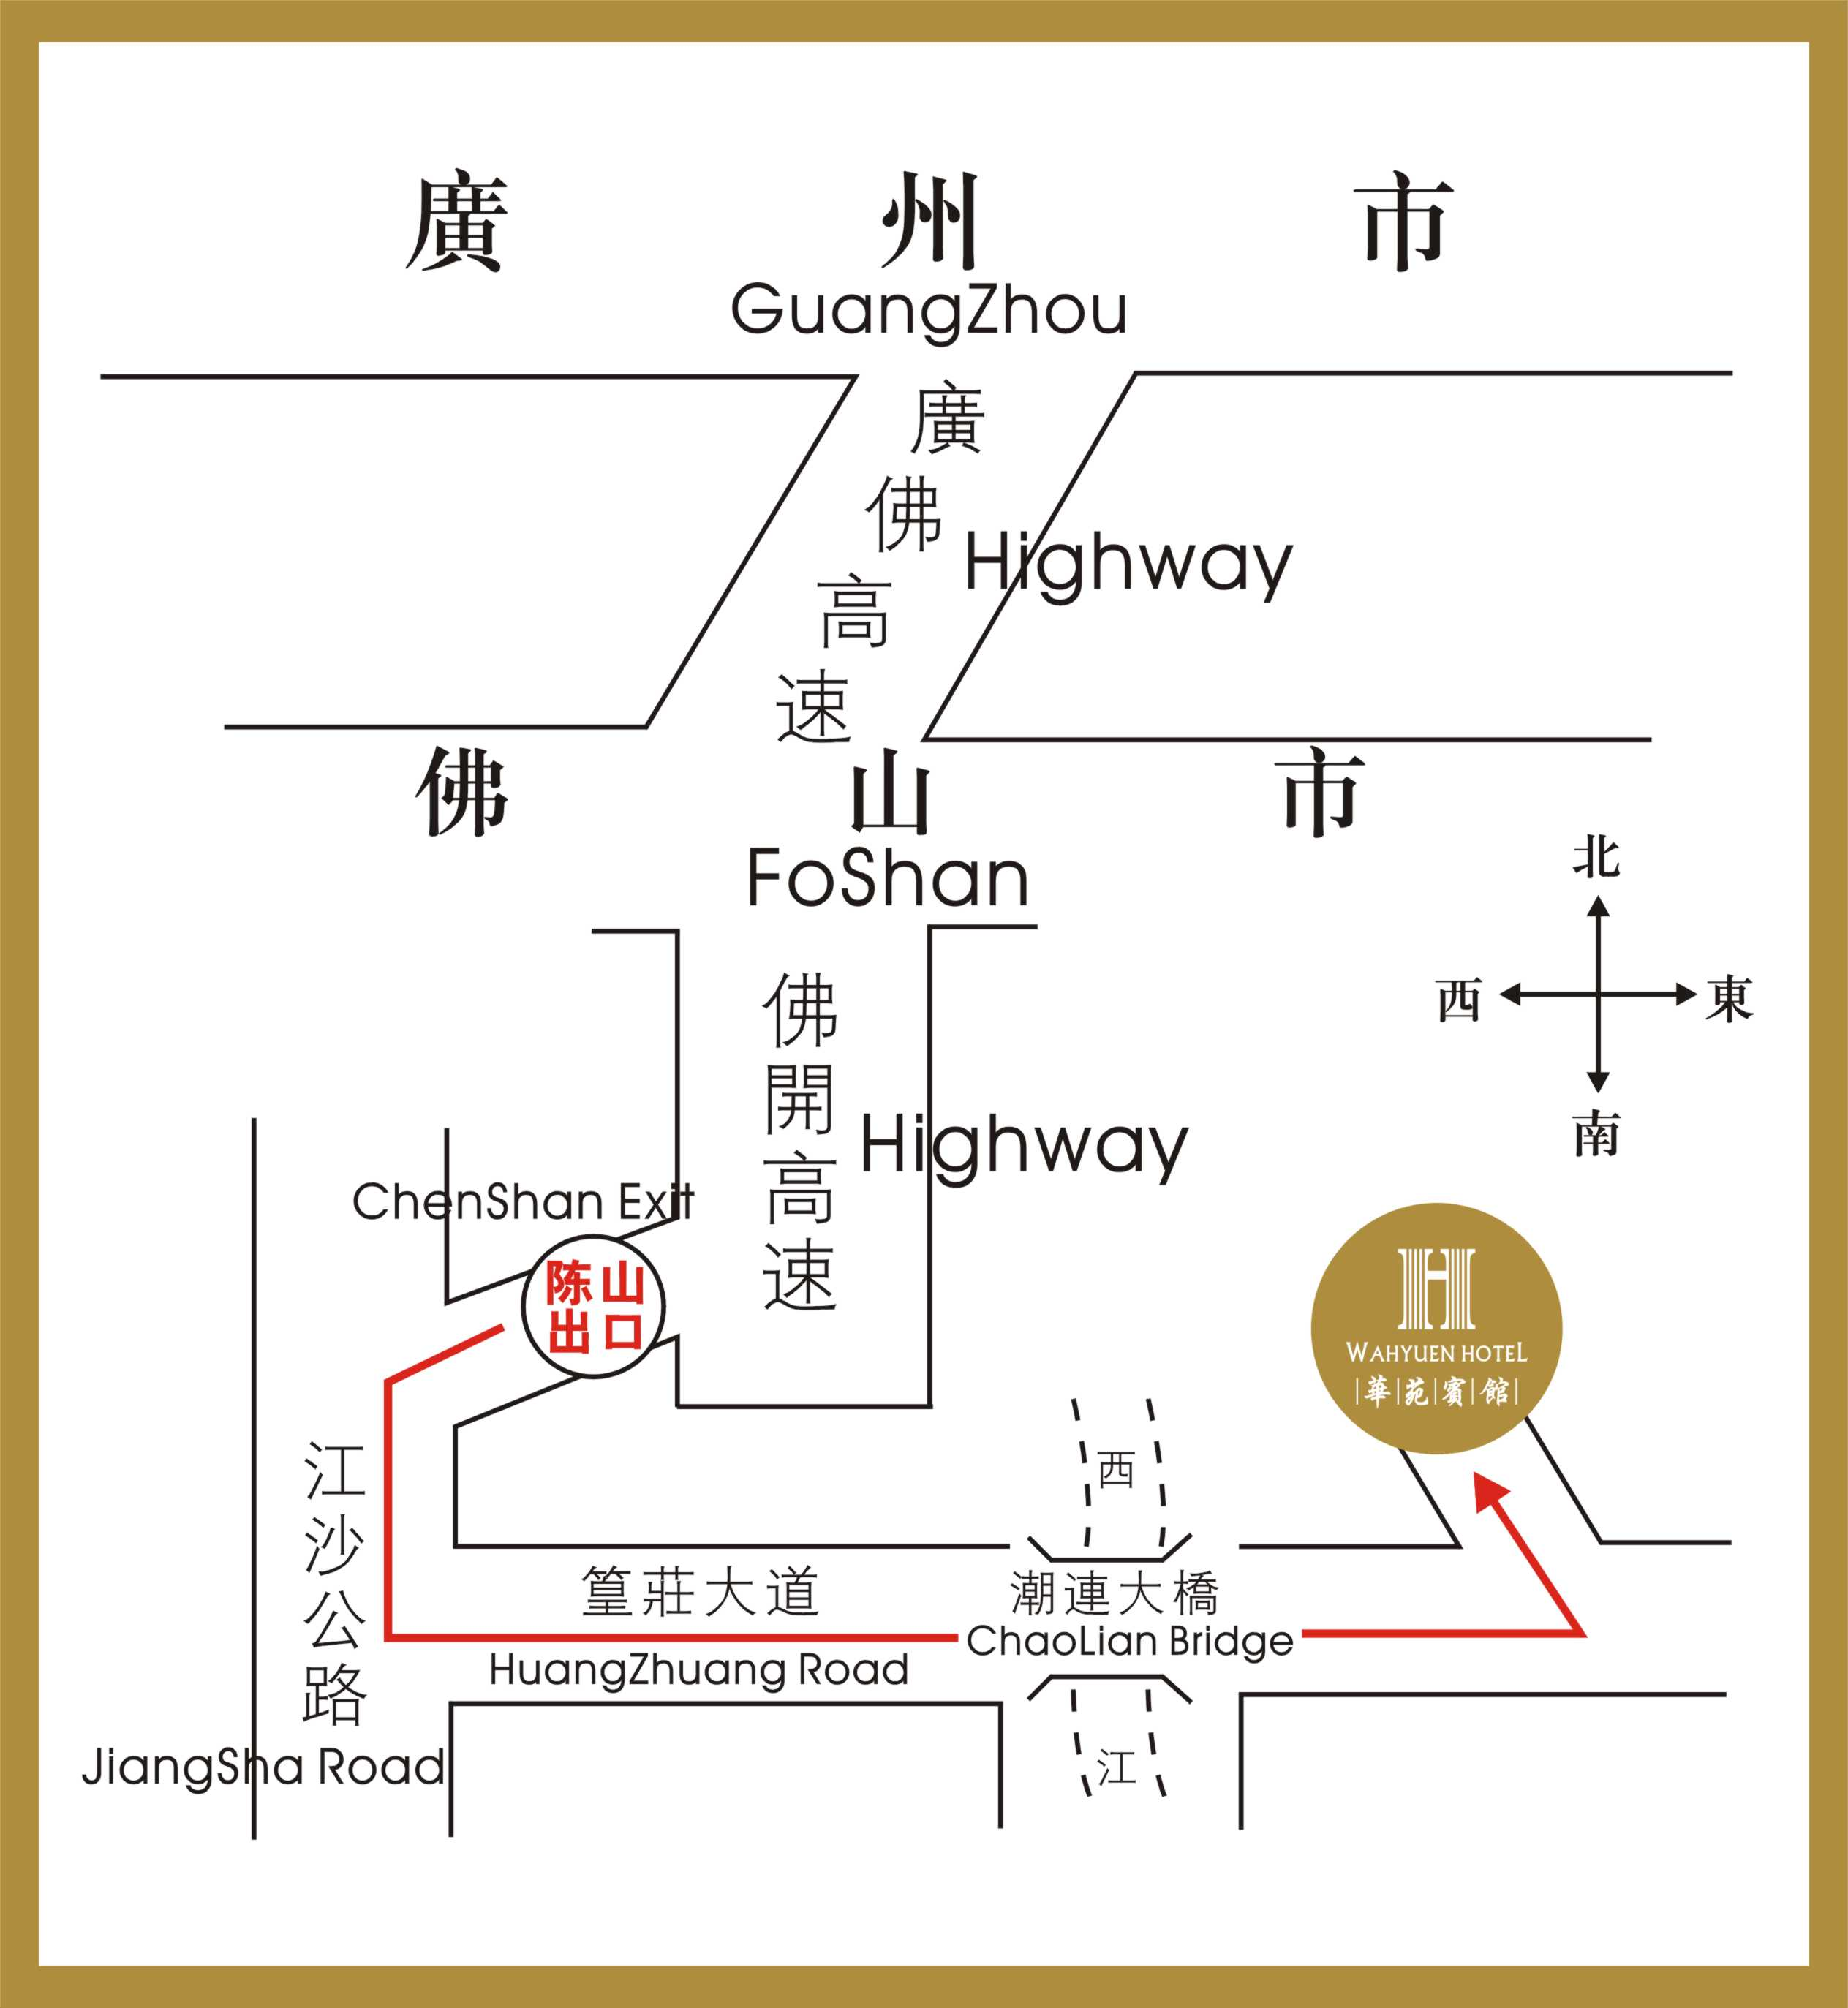 廣州市
GuangZhou
廣佛高速
Highway
佛山市
FoShan
北
西
東
南
佛開高速
Highway
ChenShan Exit
陈山
出口
WAHYUEN HOTEL
華苑賓館
江沙公路
JiangSha Road
西
篁莊大道
HuangZhuang Road
潮連大橋
ChaoLian Bridge
江